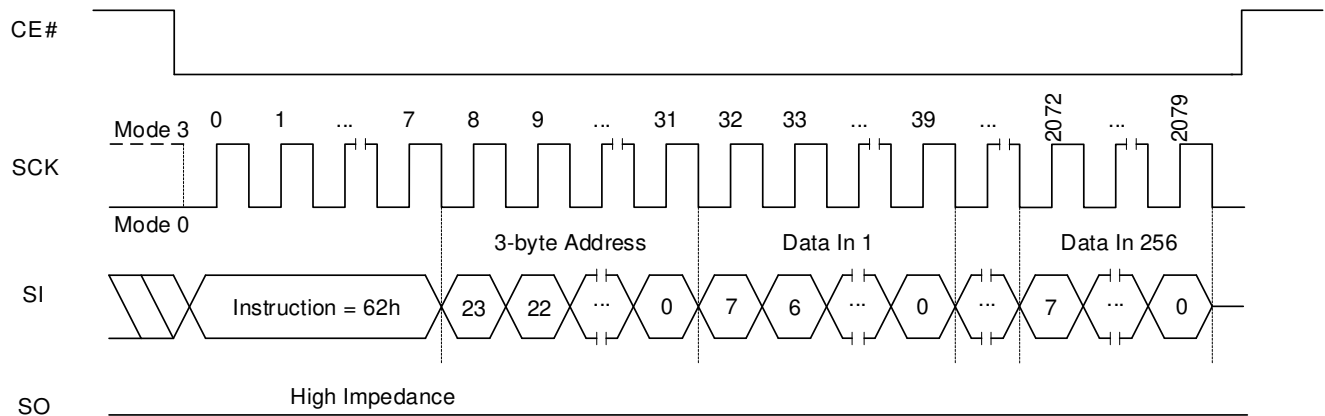 CE#
0 1 ... 7 8 9 ... 31 32 33 ... 39 ... 2072 ... 2079
Mode 3
SCK
Mode 0
3-byte Address Data In 1 Data In 256
SI Instruction = 62h 23 22 ... 0 7 6 ... 0 ... 7 ... 0
High Impedance
SO